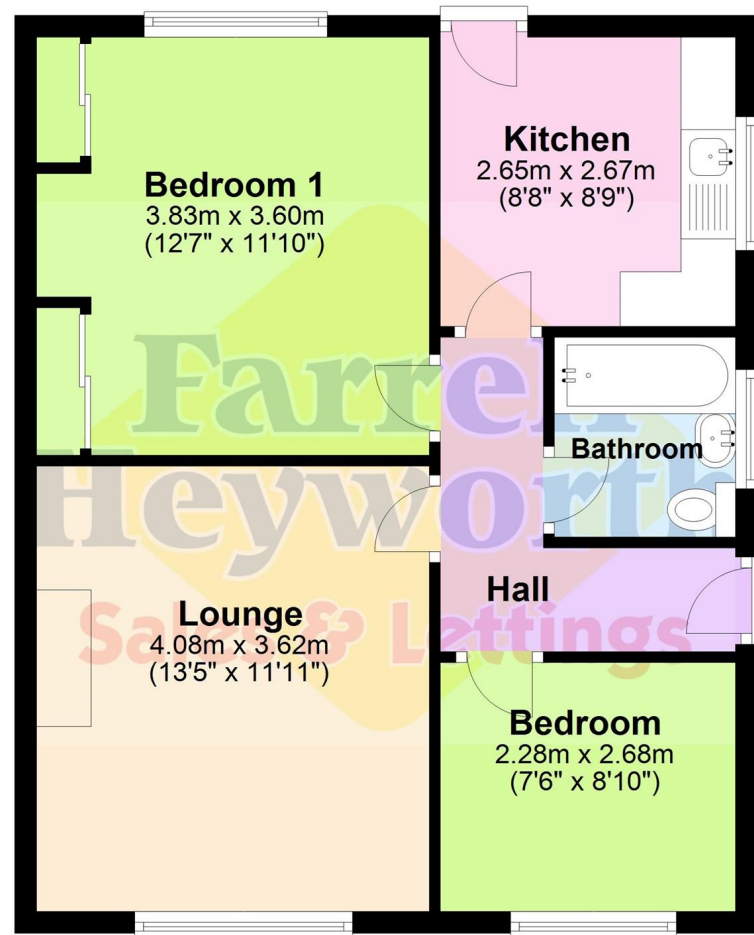 Bedroom 1
3.83m x 3.60m
(12'7" x 11'10")
Kitchen
2.65m x 2.67m
(8'8" x 8'9")
Farrell
Heyworth
Sales & Lettings
Bathroom
Hall
Lounge
4.08m x 3.62m
(13'5" x 11'11")
Bedroom
2.28m x 2.68m
(7'6" x 8'10")